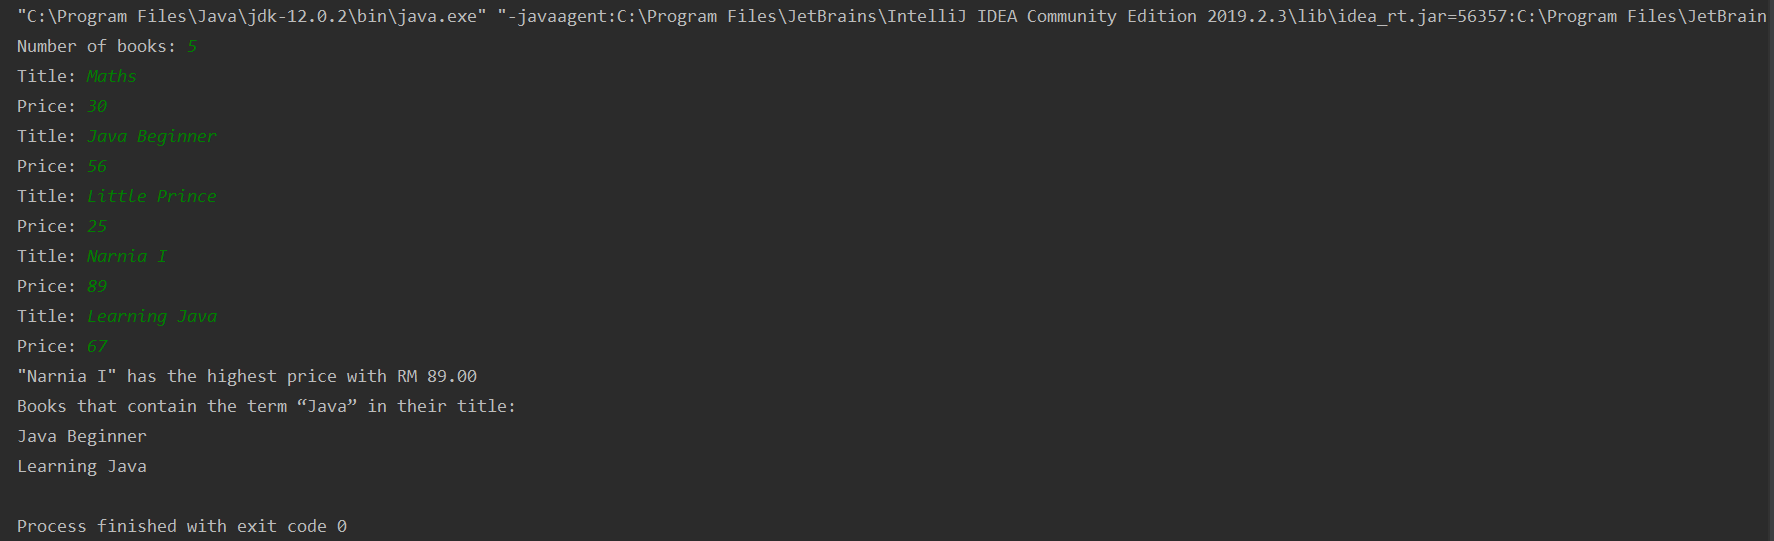 "C:\Program Files\Java\jdk-12.0.2\bin\java.exe" "-javaagent:C:\Program Files\JetBrains\IntelliJ IDEA Community Edition 2019.2.3\lib\idea_rt.jar=56357:C:\Program Files\JetBrain
Number of books: 5
Title: Maths
Price: 30
Title: Java Beginner
Price: 56
Title: Little Prince
Price: 25
Title: Narnia I
Price: 89
Title: Learning Java
Price: 67
"Narnia I" has the highest price with RM 89.00
Books that contain the term “Java” in their title:
Java Beginner
Learning Java
Process finished with exit code 0